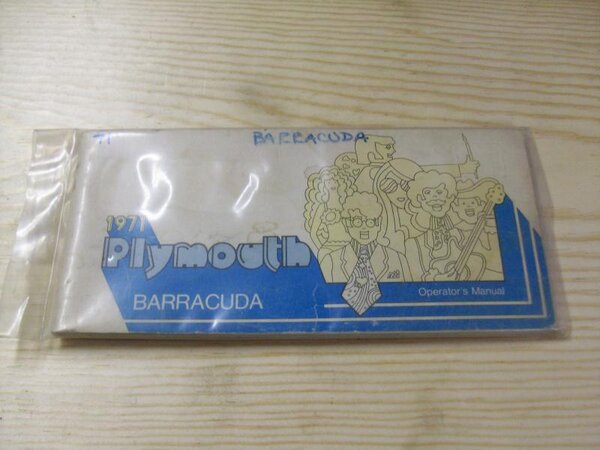 71 BARRACUDA
1971
Plymouth
BARRACUDA
Operator's Manual